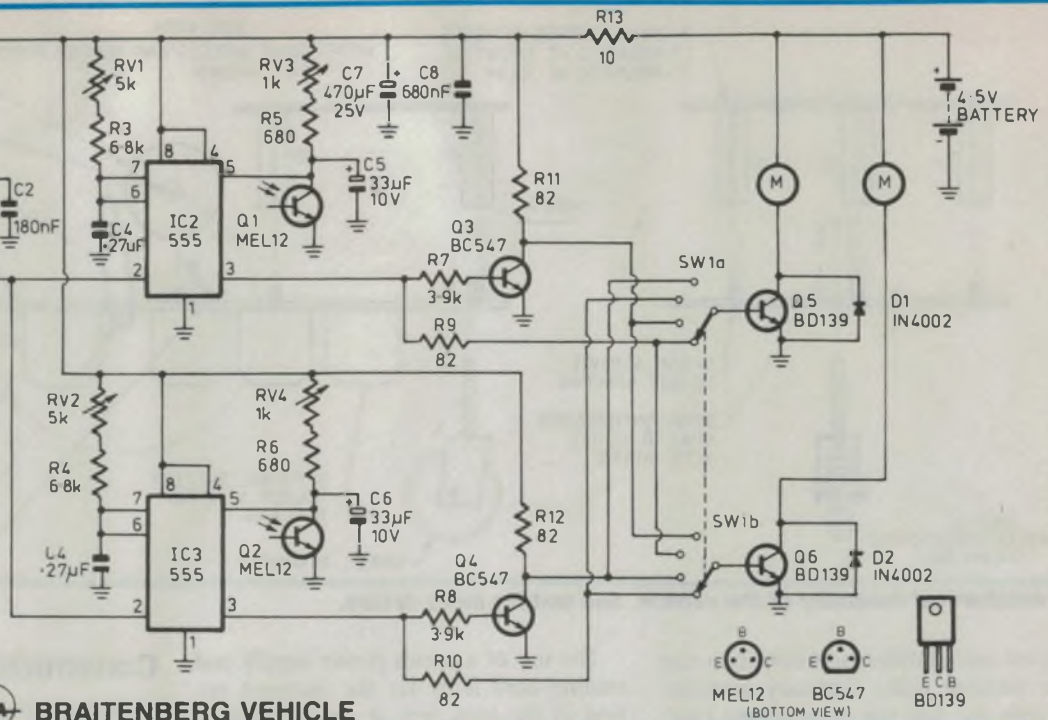 R13
10
RV1
5k
RV3
1k
C7
470µF
25V
C8
680nF
+
4·5V
BATTERY
-
R3
6·8k
R5
680
8
4
7
5
6
C2
180nF
C4
·27µF
IC2
555
Q1
MEL12
C5
33µF
10V
R11
82
M
M
Q3
BC547
2
3
R7
3·9k
SW1a
1
R9
82
Q5
BD139
D1
IN4002
RV2
5k
RV4
1k
R4
6·8k
R6
680
8
4
7
5
6
C6
33µF
10V
R12
82
L4
·27µF
IC3
555
Q2
MEL12
Q4
BC547
SW1b
2
3
R8
3·9k
Q6
BD139
D2
IN4002
1
R10
82
B
E C
MEL12
B
E C
BC547
(BOTTOM VIEW)
E C B
BD139
BRAITENBERG VEHICLE